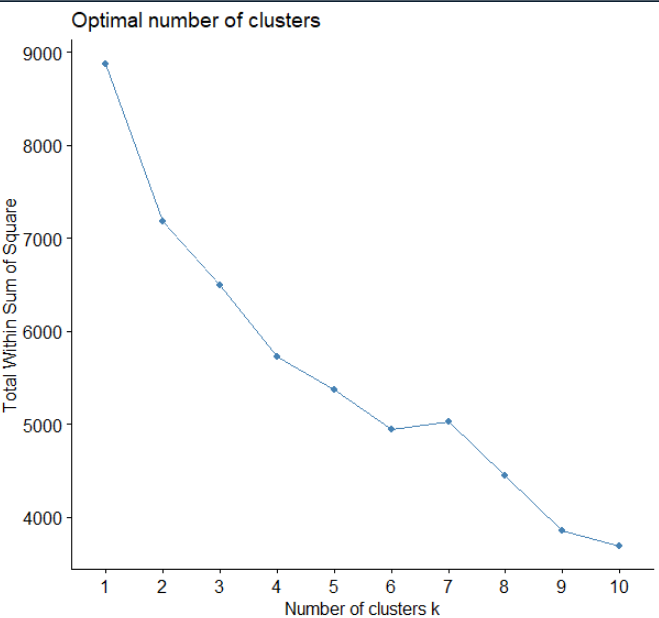 Optimal number of clusters
9000
8000
7000
6000
5000
4000
Total Within Sum of Square
1 2 3 4 5 6 7 8 9 10
Number of clusters k